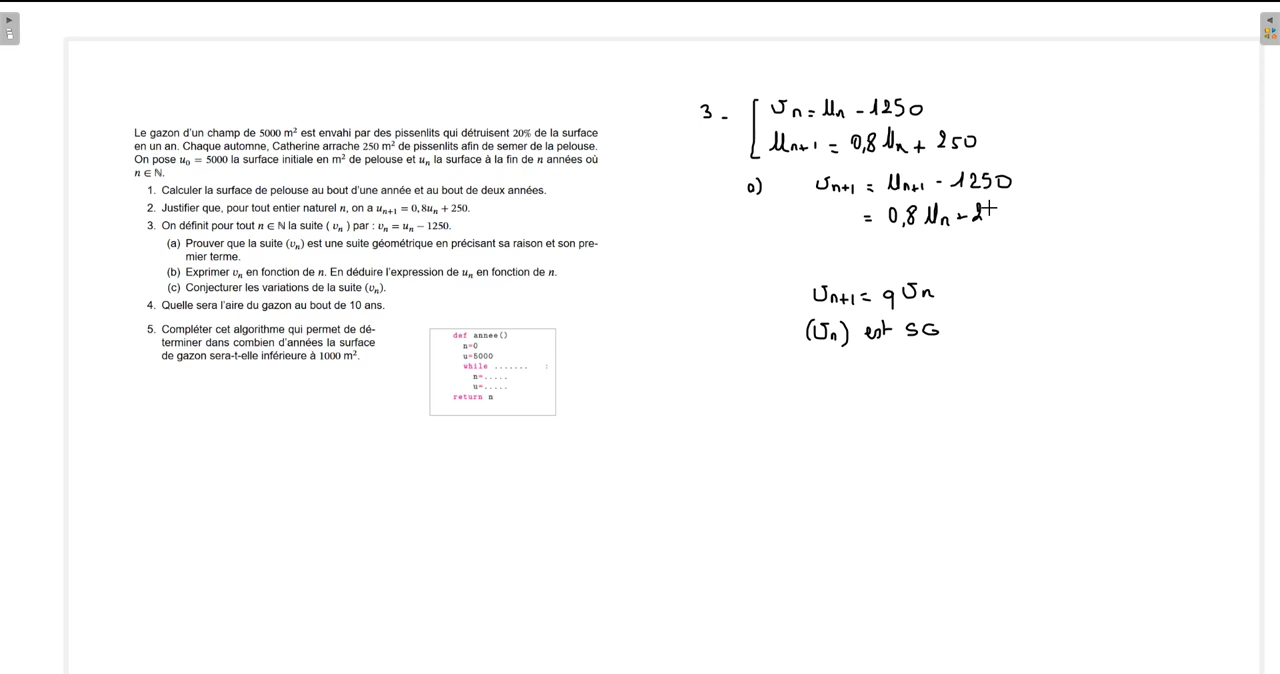 Le gazon d'un champ de 5000 m² est envahi par des pissenlits qui détruisent 20% de la surface
en un an. Chaque automne, Catherine arrache 250 m² de pissenlits afin de semer de la pelouse.
On pose u₀ = 5000 la surface initiale en m² de pelouse et uₙ la surface à la fin de n années où
n ∈ ℕ.
1. Calculer la surface de pelouse au bout d'une année et au bout de deux années.
2. Justifier que, pour tout entier naturel n, on a uₙ₊₁ = 0,8uₙ + 250.
3. On définit pour tout n ∈ ℕ la suite ( vₙ ) par : vₙ = uₙ − 1250.
(a) Prouver que la suite (vₙ) est une suite géométrique en précisant sa raison et son pre-
mier terme.
(b) Exprimer vₙ en fonction de n. En déduire l'expression de uₙ en fonction de n.
(c) Conjecturer les variations de la suite (vₙ).
4. Quelle sera l'aire du gazon au bout de 10 ans.
5. Compléter cet algorithme qui permet de dé-
terminer dans combien d'années la surface
de gazon sera-t-elle inférieure à 1000 m².
def annee()
n=0
u=5000
while ....... :
n=.....
u=.....
return n
3 - [ vₙ = uₙ - 1250
uₙ₊₁ = 0,8 uₙ + 250
a) vₙ₊₁ = uₙ₊₁ - 1250
= 0,8 uₙ + 2
vₙ₊₁ = q vₙ
(vₙ) est SG